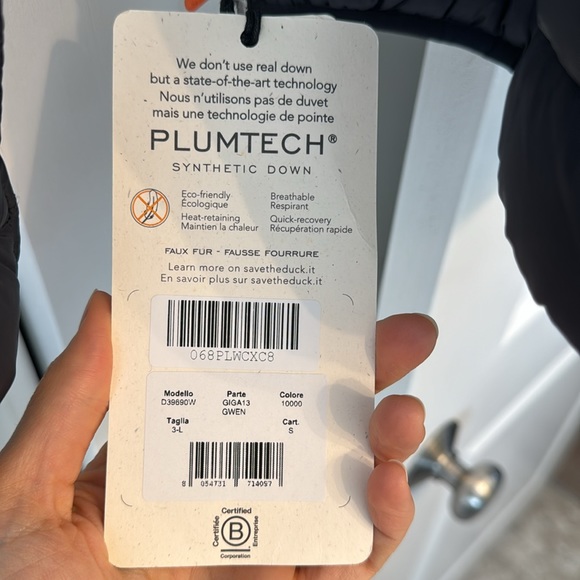 We don't use real down
but a state-of-the-art technology
Nous n'utilisons pas de duvet
mais une technologie de pointe
PLUMTECH®
SYNTHETIC DOWN
Eco-friendly
Écologique
Breathable
Respirant
Heat-retaining
Maintien la chaleur
Quick-recovery
Récupération rapide
FAUX FUR - FAUSSE FOURRURE
Learn more on savetheduck.it
En savoir plus sur savetheduck.it
068PLWCXC8
Modello Parte Colore
D39690W GIGA13 10000
GWEN
Taglia Cart.
3-L S
8 054731 714097
Certified
Certifiée
B
Entreprise
Corporation